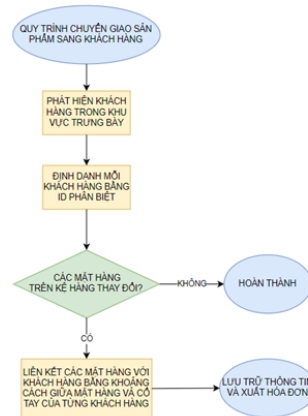 QUY TRÌNH CHUYỂN GIAO SẢN
PHẨM SANG KHÁCH HÀNG
PHÁT HIỆN KHÁCH
HÀNG TRONG KHU
VỰC TRƯNG BÀY
ĐỊNH DANH MỖI
KHÁCH HÀNG BẰNG
ID PHÂN BIỆT
CÁC MẶT HÀNG
TRÊN KỆ HÀNG THAY ĐỔI?
KHÔNG
HOÀN THÀNH
CÓ
LIÊN KẾT CÁC MẶT HÀNG VỚI
KHÁCH HÀNG BẰNG KHOẢNG
CÁCH GIỮA MẶT HÀNG VÀ CỔ
TAY CỦA TỪNG KHÁCH HÀNG
LƯU TRỮ THÔNG TIN
VÀ XUẤT HÓA ĐƠN